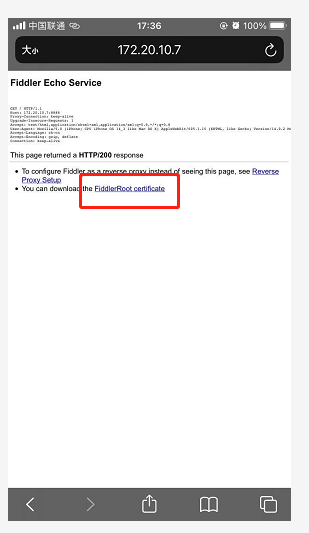 中国联通 17:36 100%
大小 172.20.10.7
Fiddler Echo Service
GET / HTTP/1.1
Host: 172.20.10.7:8888
Proxy-Connection: keep-alive
Upgrade-Insecure-Requests: 1
Accept: text/html,application/xhtml+xml,application/xml;q=0.9,*/*;q=0.8
User-Agent: Mozilla/5.0 (iPhone; CPU iPhone OS 14_2 like Mac OS X) AppleWebKit/605.1.15 (KHTML, like Gecko) Version/14.0.2 Mo
Accept-Language: zh-cn
Accept-Encoding: gzip, deflate
Connection: keep-alive
This page returned a HTTP/200 response
• To configure Fiddler as a reverse proxy instead of seeing this page, see Reverse
Proxy Setup
• You can download the FiddlerRoot certificate